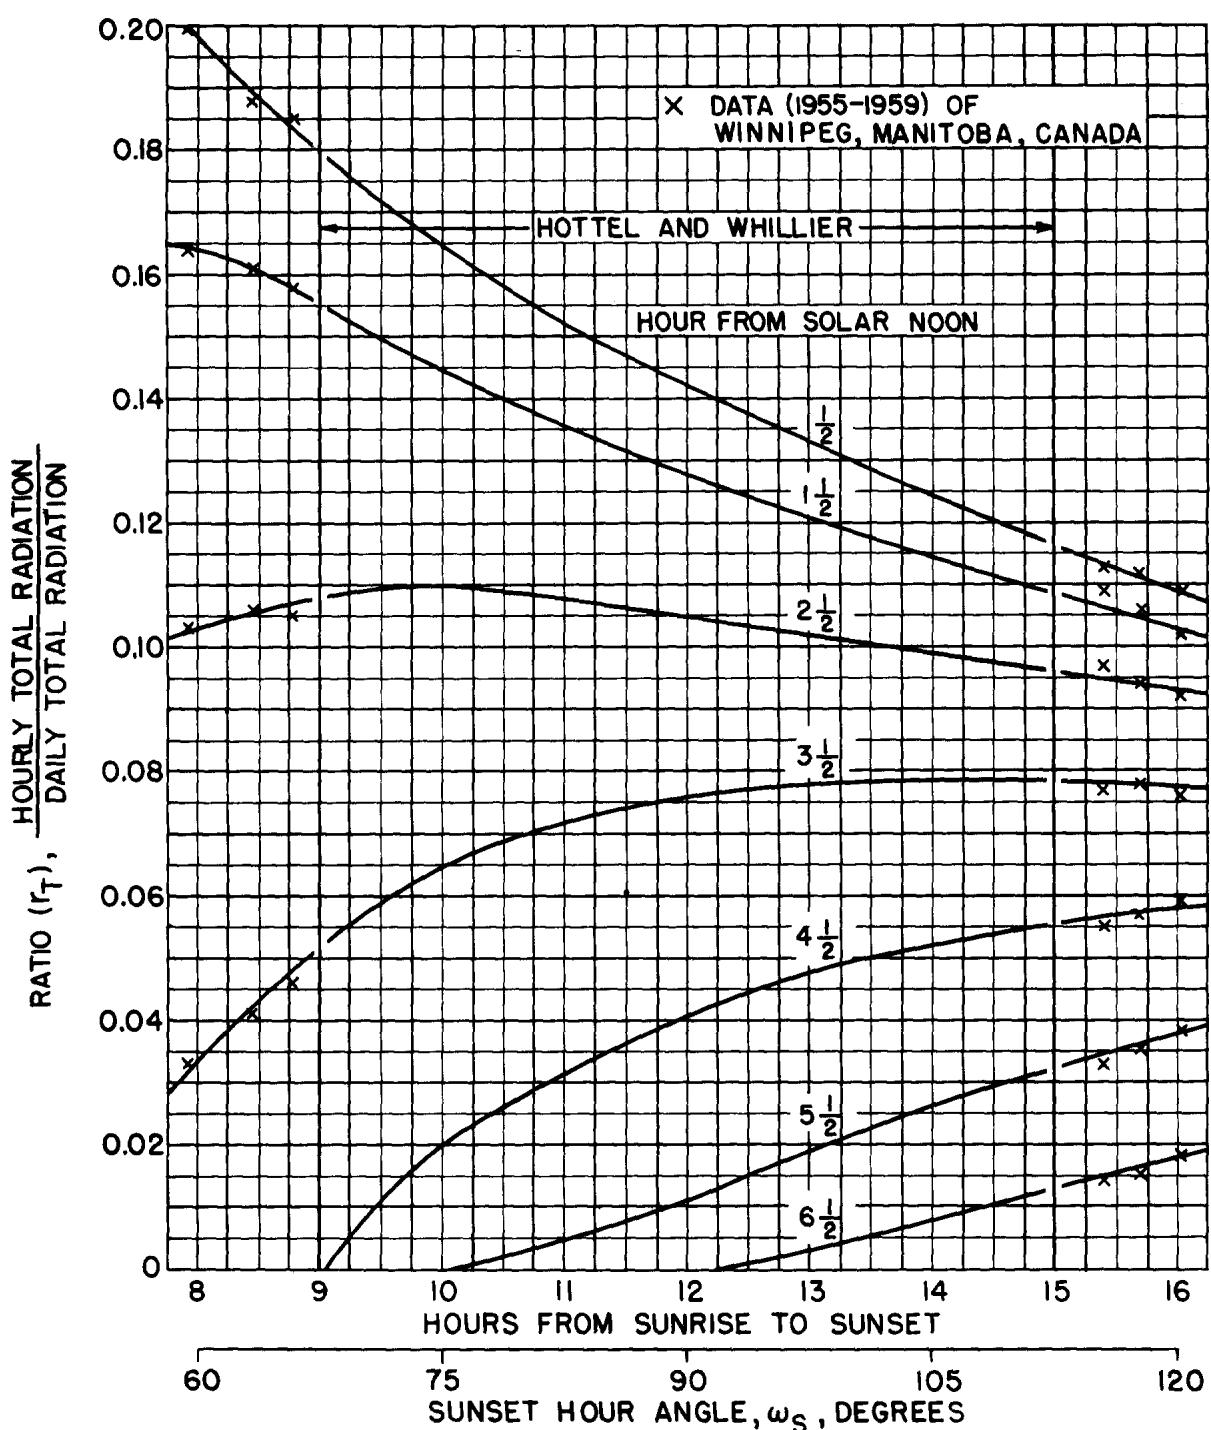 0.20
0.18
0.16
0.14
0.12
0.10
0.08
0.06
0.04
0.02
0
RATIO (rT), HOURLY TOTAL RADIATION
DAILY TOTAL RADIATION
× DATA (1955-1959) OF
WINNIPEG, MANITOBA, CANADA
HOTTEL AND WHILLIER
HOUR FROM SOLAR NOON
1/2
1 1/2
2 1/2
3 1/2
4 1/2
5 1/2
6 1/2
8 9 10 11 12 13 14 15 16
HOURS FROM SUNRISE TO SUNSET
60 75 90 105 120
SUNSET HOUR ANGLE, ωS, DEGREES